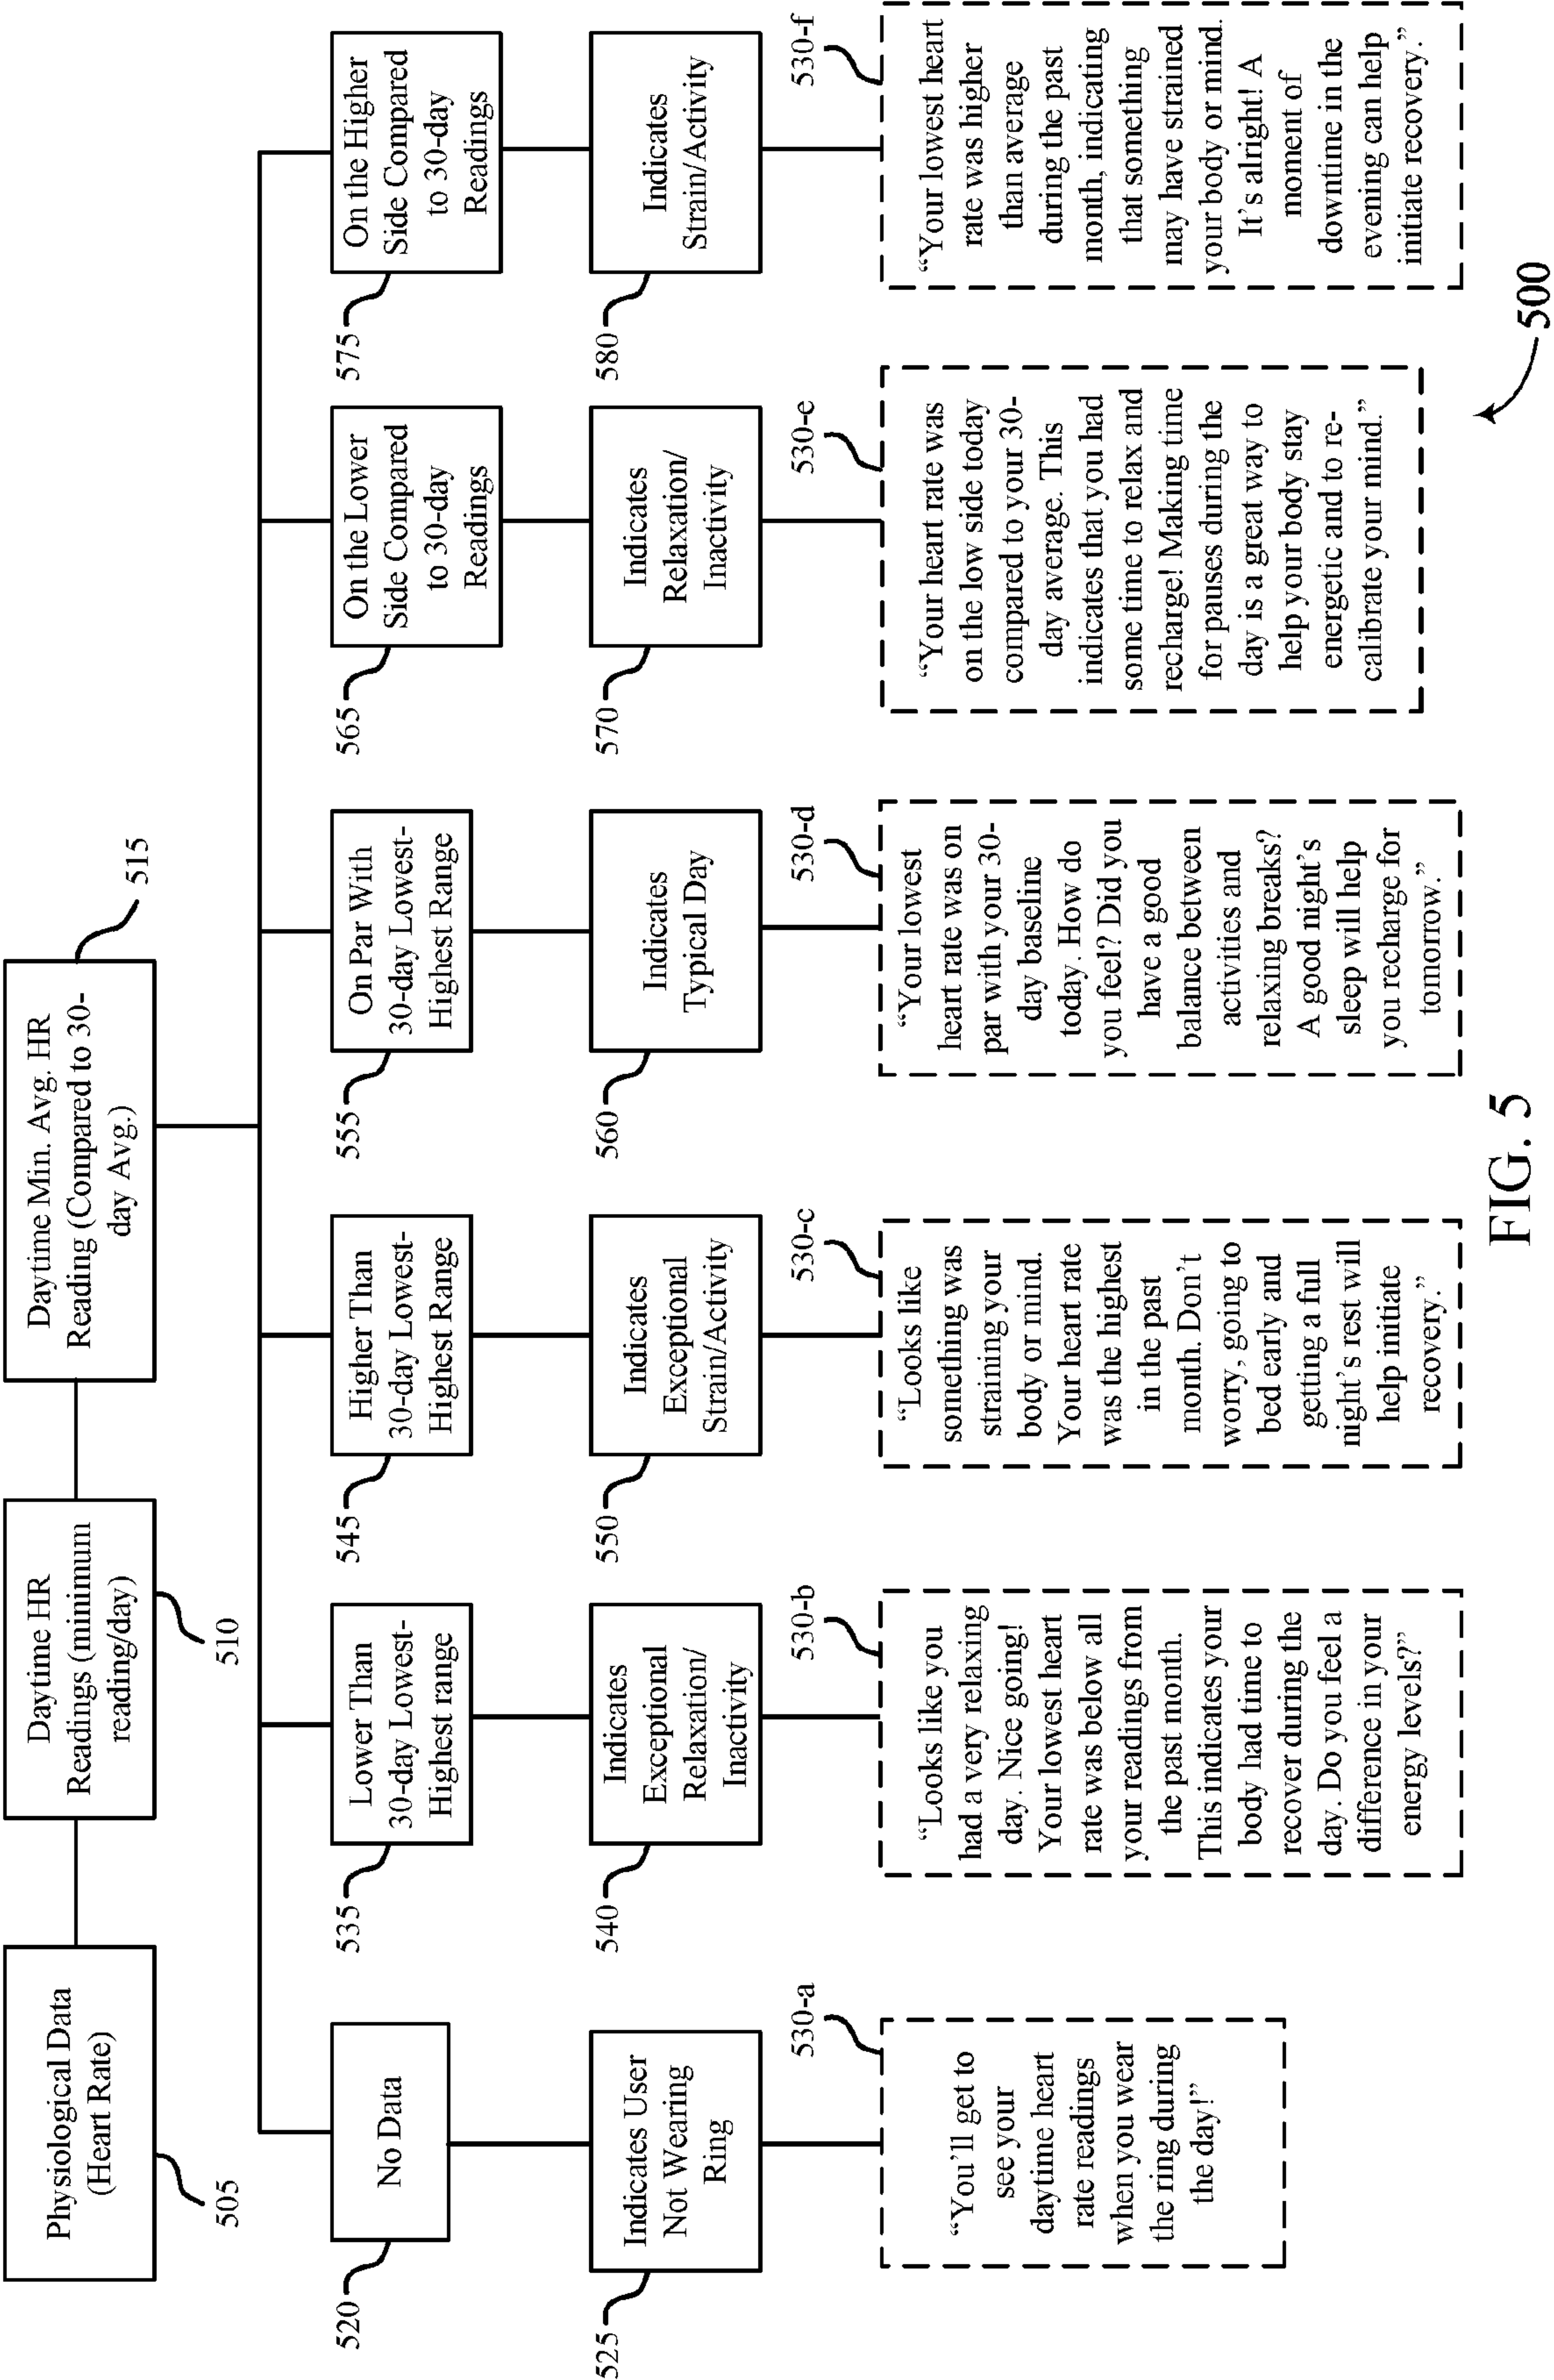 Physiological Data
(Heart Rate)
505
Daytime HR
Readings (minimum
reading/day)
510
Daytime Min. Avg. HR
Reading (Compared to 30-
day Avg.)
515
No Data
520
Indicates User
Not Wearing
Ring
525
530-a
“You’ll get to
see your
daytime heart
rate readings
when you wear
the ring during
the day!”
Lower Than
30-day Lowest-
Highest range
535
Indicates
Exceptional
Relaxation/
Inactivity
540
530-b
“Looks like you
had a very relaxing
day. Nice going!
Your lowest heart
rate was below all
your readings from
the past month.
This indicates your
body had time to
recover during the
day. Do you feel a
difference in your
energy levels?”
Higher Than
30-day Lowest-
Highest Range
545
Indicates
Exceptional
Strain/Activity
550
530-c
“Looks like
something was
straining your
body or mind.
Your heart rate
was the highest
in the past
month. Don’t
worry, going to
bed early and
getting a full
night’s rest will
help initiate
recovery.”
On Par With
30-day Lowest-
Highest Range
555
Indicates
Typical Day
560
530-d
“Your lowest
heart rate was on
par with your 30-
day baseline
today. How do
you feel? Did you
have a good
balance between
activities and
relaxing breaks?
A good night’s
sleep will help
you recharge for
tomorrow.”
On the Lower
Side Compared
to 30-day
Readings
565
Indicates
Relaxation/
Inactivity
570
530-e
“Your heart rate was
on the low side today
compared to your 30-
day average. This
indicates that you had
some time to relax and
recharge! Making time
for pauses during the
day is a great way to
help your body stay
energetic and to re-
calibrate your mind.”
On the Higher
Side Compared
to 30-day
Readings
575
Indicates
Strain/Activity
580
530-f
“Your lowest heart
rate was higher
than average
during the past
month, indicating
that something
may have strained
your body or mind.
It’s alright! A
moment of
downtime in the
evening can help
initiate recovery.”
500
FIG. 5